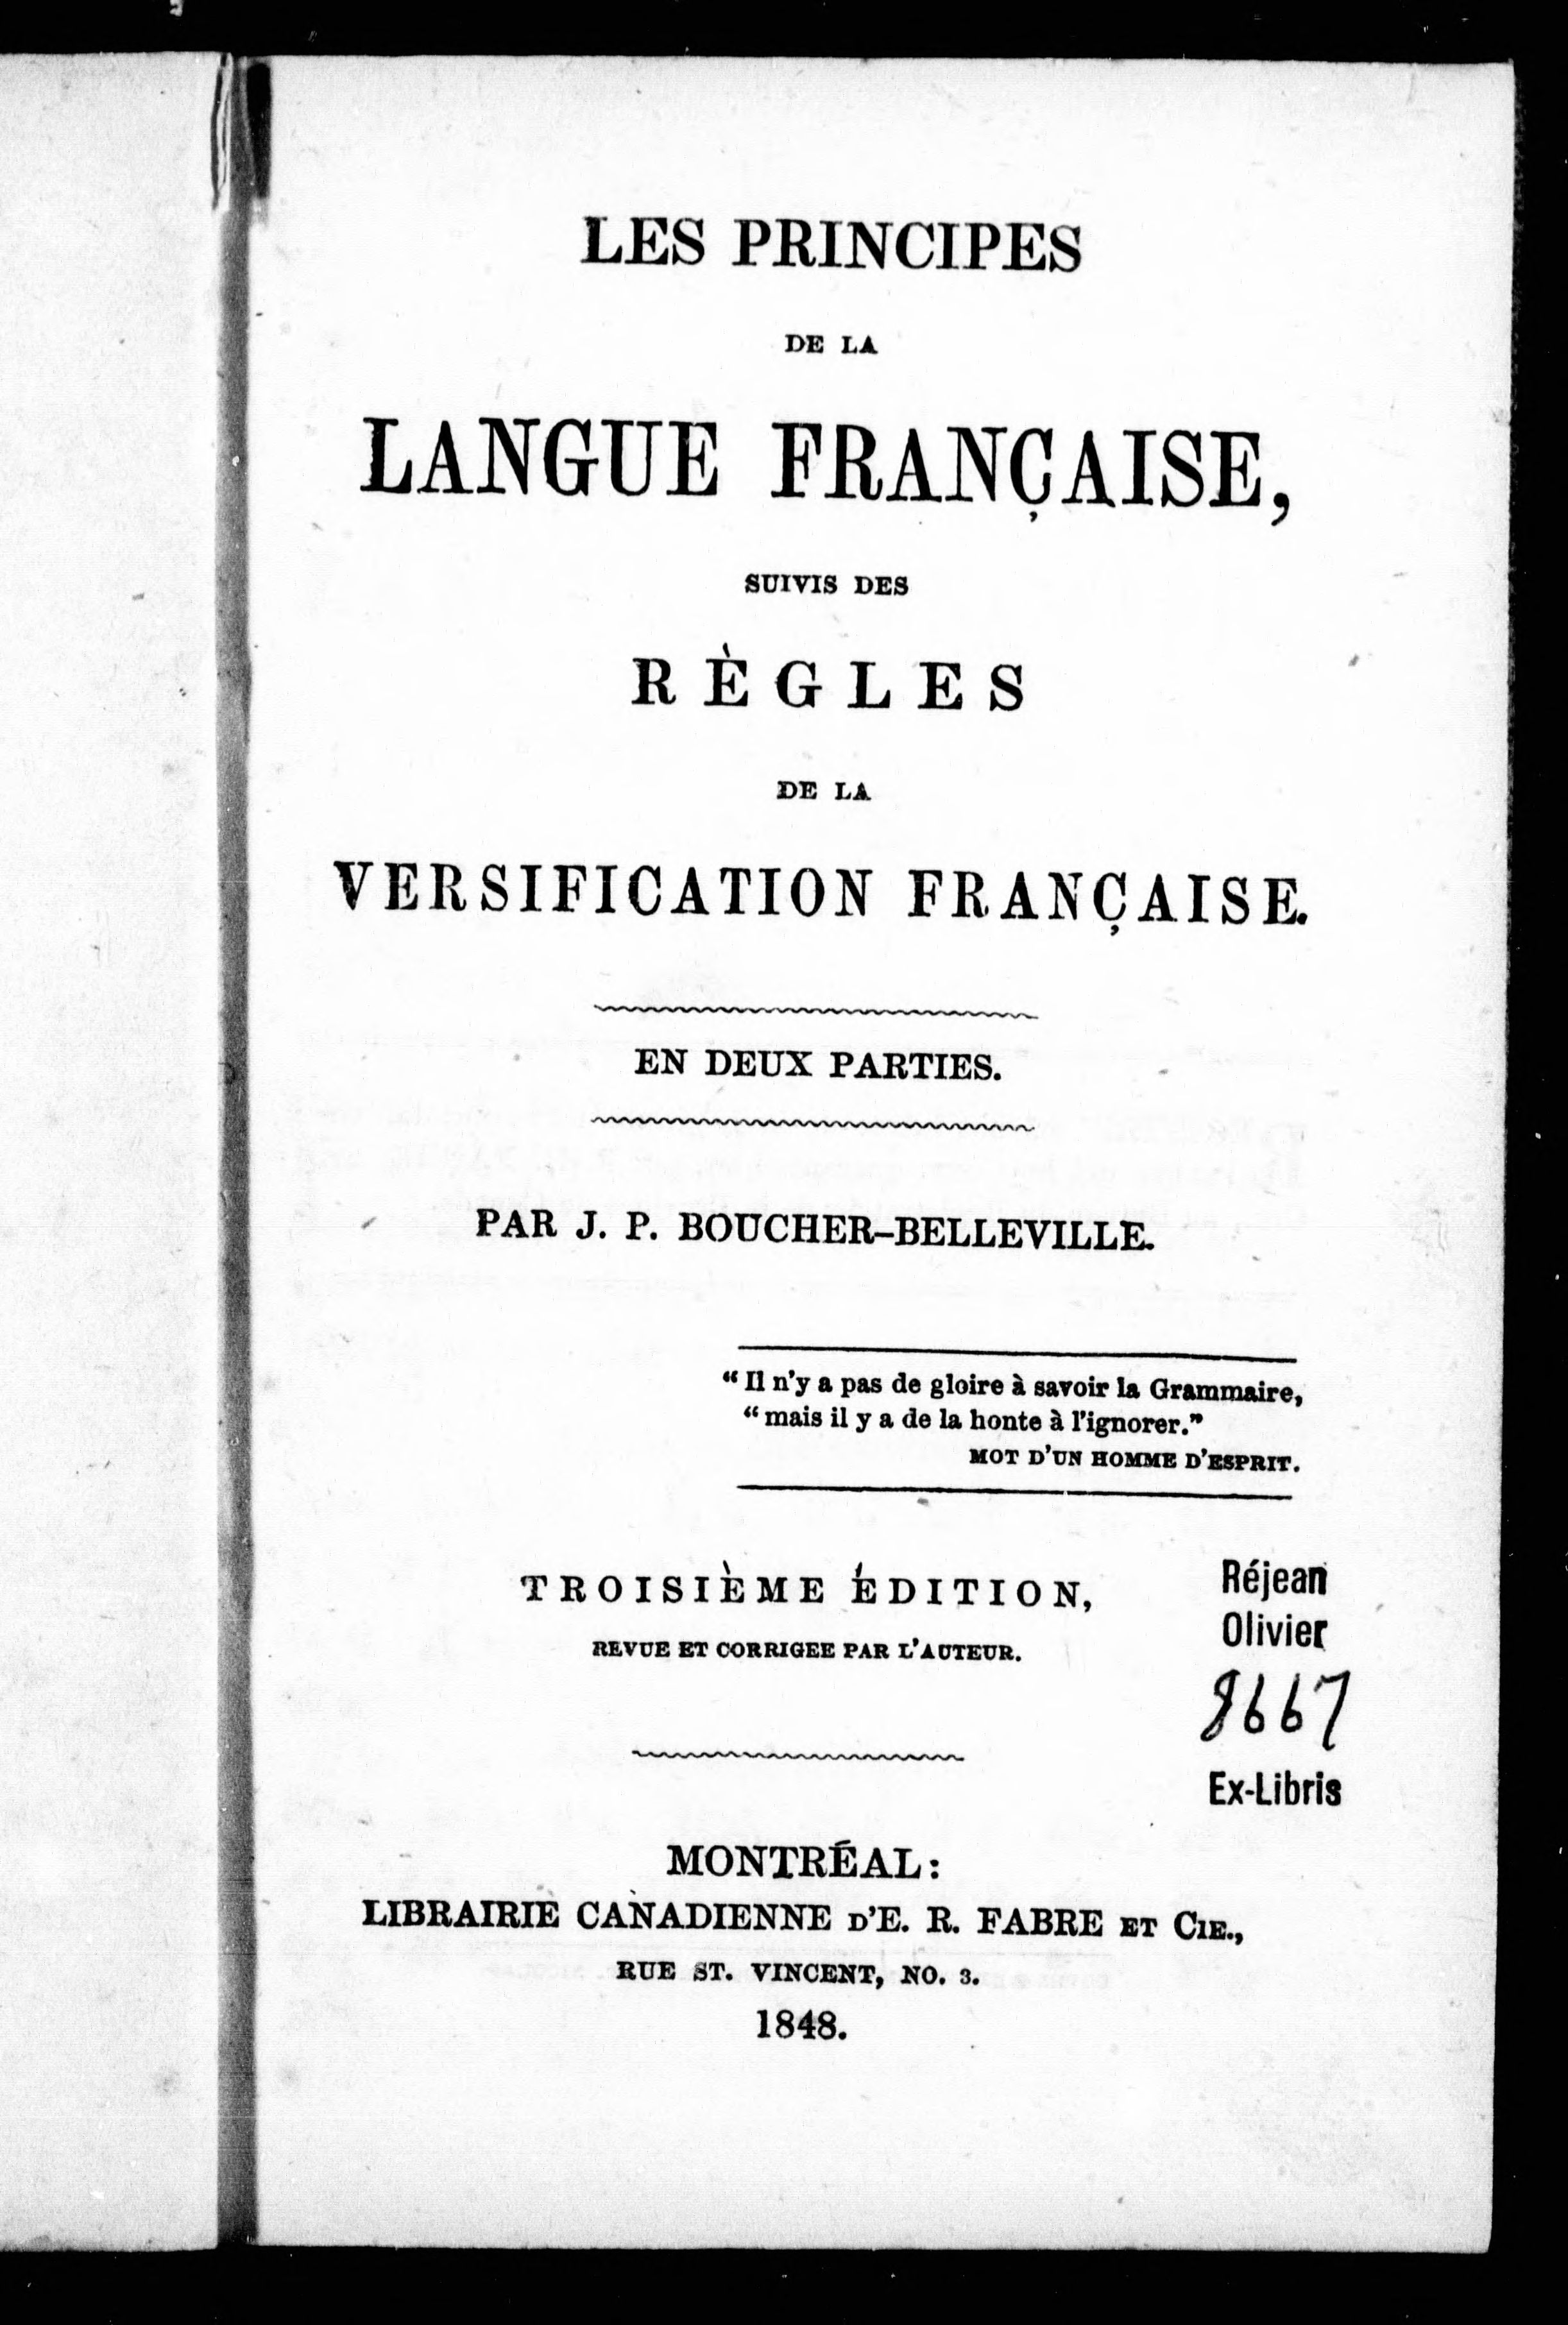 LES PRINCIPES
DE LA
LANGUE FRANÇAISE,
SUIVIS DES
RÈGLES
DE LA
VERSIFICATION FRANÇAISE.
EN DEUX PARTIES.
PAR J. P. BOUCHER-BELLEVILLE.
“ Il n'y a pas de gloire à savoir la Grammaire,
“ mais il y a de la honte à l'ignorer.”
MOT D'UN HOMME D'ESPRIT.
TROISIÈME ÉDITION,
REVUE ET CORRIGEE PAR L'AUTEUR.
Réjean
Olivier
8667
Ex-Libris
MONTRÉAL:
LIBRAIRIE CANADIENNE D'E. R. FABRE ET CIE.,
RUE ST. VINCENT, NO. 3.
1848.